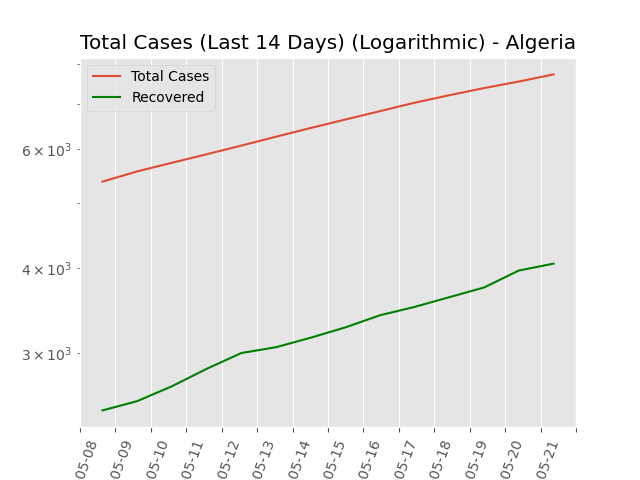 Total Cases (Last 14 Days) (Logarithmic) - Algeria
Total Cases
Recovered
6 × 10³
4 × 10³
3 × 10³
05-08
05-09
05-10
05-11
05-12
05-13
05-14
05-15
05-16
05-17
05-18
05-19
05-20
05-21